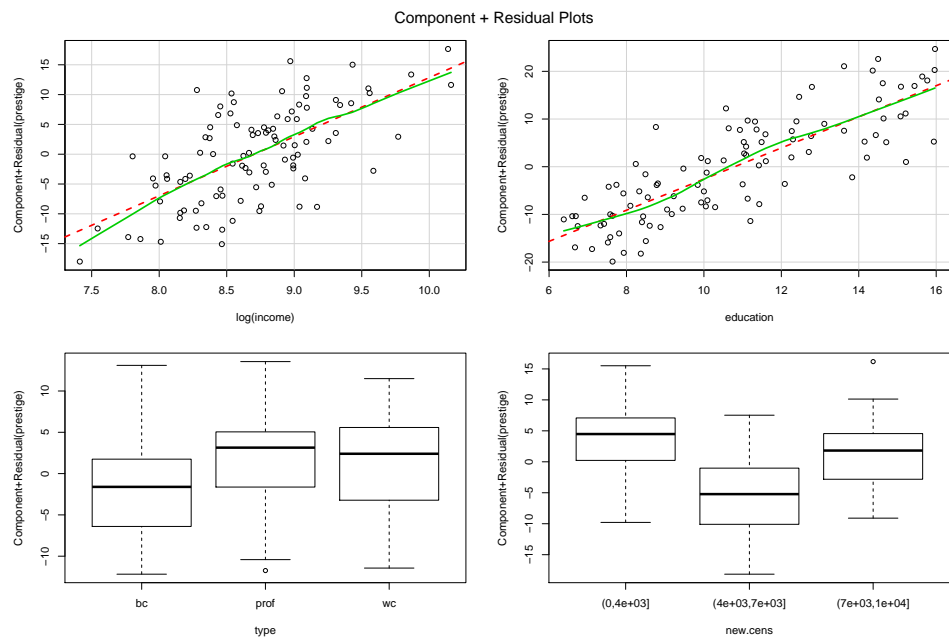 Component + Residual Plots
Component+Residual(prestige)
−15 −10 −5 0 5 10 15
7.5 8.0 8.5 9.0 9.5 10.0
log(income)
Component+Residual(prestige)
−20 −10 0 10 20
6 8 10 12 14 16
education
Component+Residual(prestige)
−10 −5 0 5 10
bc prof wc
type
Component+Residual(prestige)
−15 −10 −5 0 5 10 15 20
(0,4e+03] (4e+03,7e+03] (7e+03,1e+04]
new.cens